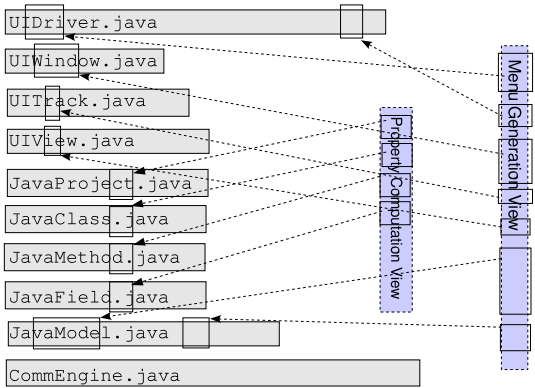 UIDriver.java
UIWindow.java
UITrack.java
UIView.java
JavaProject.java
JavaClass.java
JavaMethod.java
JavaField.java
JavaModel.java
CommEngine.java
Property Computation View
Menu Generation View